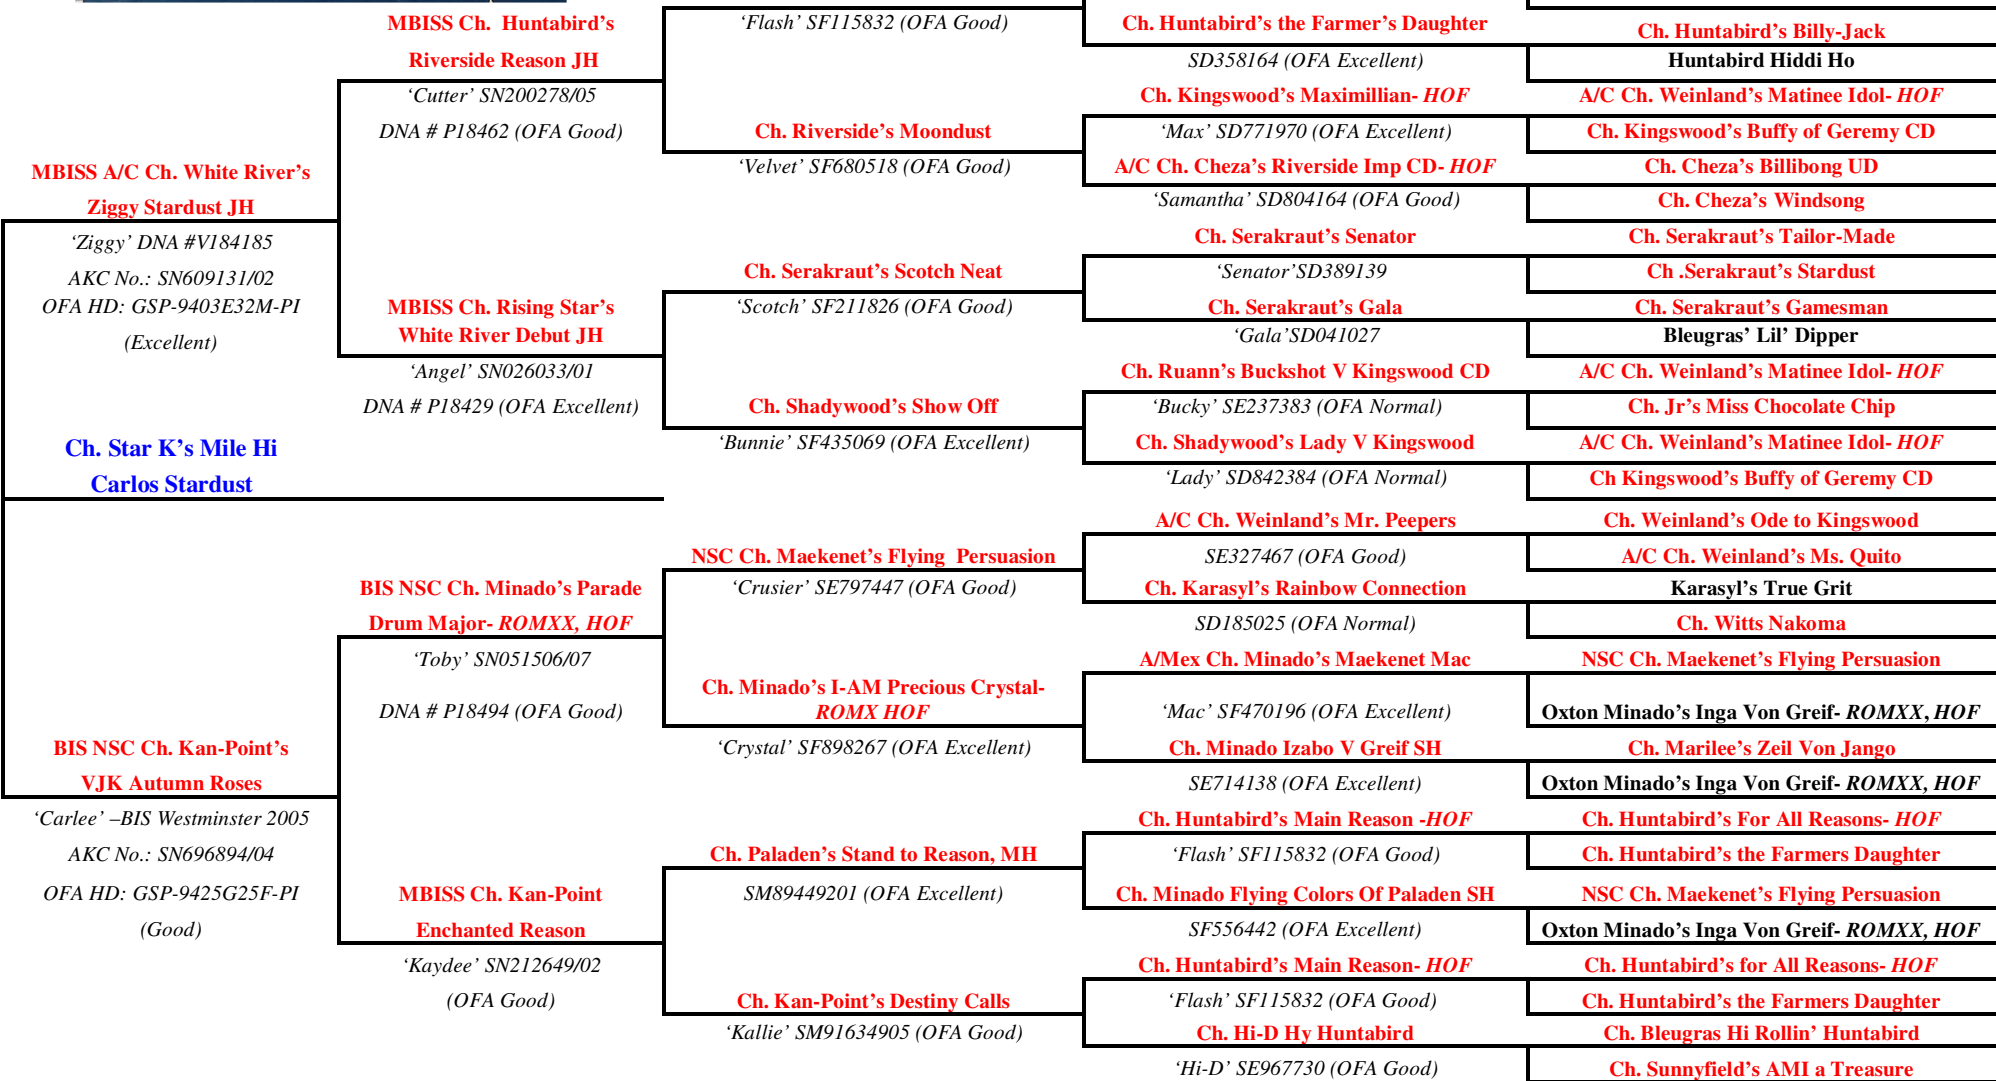 MBISS A/C Ch. White River's
Ziggy Stardust JH
'Ziggy' DNA #V184185
AKC No.: SN609131/02
OFA HD: GSP-9403E32M-PI
(Excellent)
Ch. Star K's Mile Hi
Carlos Stardust
BIS NSC Ch. Kan-Point's
VJK Autumn Roses
'Carlee' –BIS Westminster 2005
AKC No.: SN696894/04
OFA HD: GSP-9425G25F-PI
(Good)
MBISS Ch. Huntabird's
Riverside Reason JH
'Cutter' SN200278/05
DNA # P18462 (OFA Good)
MBISS Ch. Rising Star's
White River Debut JH
'Angel' SN026033/01
DNA # P18429 (OFA Excellent)
BIS NSC Ch. Minado's Parade
Drum Major- ROMXX, HOF
'Toby' SN051506/07
DNA # P18494 (OFA Good)
MBISS Ch. Kan-Point
Enchanted Reason
'Kaydee' SN212649/02
(OFA Good)
'Flash' SF115832 (OFA Good)
Ch. Riverside's Moondust
'Velvet' SF680518 (OFA Good)
Ch. Serakraut's Scotch Neat
'Scotch' SF211826 (OFA Good)
Ch. Shadywood's Show Off
'Bunnie' SF435069 (OFA Excellent)
NSC Ch. Maekenet's Flying  Persuasion
'Crusier' SE797447 (OFA Good)
Ch. Minado's I-AM Precious Crystal-
ROMX HOF
'Crystal' SF898267 (OFA Excellent)
Ch. Paladen's Stand to Reason, MH
SM89449201 (OFA Excellent)
Ch. Kan-Point's Destiny Calls
'Kallie' SM91634905 (OFA Good)
Ch. Huntabird's the Farmer's Daughter
SD358164 (OFA Excellent)
Ch. Kingswood's Maximillian- HOF
'Max' SD771970 (OFA Excellent)
A/C Ch. Cheza's Riverside Imp CD- HOF
'Samantha' SD804164 (OFA Good)
Ch. Serakraut's Senator
'Senator'SD389139
Ch. Serakraut's Gala
'Gala'SD041027
Ch. Ruann's Buckshot V Kingswood CD
'Bucky' SE237383 (OFA Normal)
Ch. Shadywood's Lady V Kingswood
'Lady' SD842384 (OFA Normal)
A/C Ch. Weinland's Mr. Peepers
SE327467 (OFA Good)
Ch. Karasyl's Rainbow Connection
SD185025 (OFA Normal)
A/Mex Ch. Minado's Maekenet Mac
'Mac' SF470196 (OFA Excellent)
Ch. Minado Izabo V Greif SH
SE714138 (OFA Excellent)
Ch. Huntabird's Main Reason -HOF
'Flash' SF115832 (OFA Good)
Ch. Minado Flying Colors Of Paladen SH
SF556442 (OFA Excellent)
Ch. Huntabird's Main Reason- HOF
'Flash' SF115832 (OFA Good)
Ch. Hi-D Hy Huntabird
'Hi-D' SE967730 (OFA Good)
Ch. Huntabird's Billy-Jack
Huntabird Hiddi Ho
A/C Ch. Weinland's Matinee Idol- HOF
Ch. Kingswood's Buffy of Geremy CD
Ch. Cheza's Billibong UD
Ch. Cheza's Windsong
Ch. Serakraut's Tailor-Made
Ch .Serakraut's Stardust
Ch. Serakraut's Gamesman
Bleugras' Lil' Dipper
A/C Ch. Weinland's Matinee Idol- HOF
Ch. Jr's Miss Chocolate Chip
A/C Ch. Weinland's Matinee Idol- HOF
Ch Kingswood's Buffy of Geremy CD
Ch. Weinland's Ode to Kingswood
A/C Ch. Weinland's Ms. Quito
Karasyl's True Grit
Ch. Witts Nakoma
NSC Ch. Maekenet's Flying Persuasion
Oxton Minado's Inga Von Greif- ROMXX, HOF
Ch. Marilee's Zeil Von Jango
Oxton Minado's Inga Von Greif- ROMXX, HOF
Ch. Huntabird's For All Reasons- HOF
Ch. Huntabird's the Farmers Daughter
NSC Ch. Maekenet's Flying Persuasion
Oxton Minado's Inga Von Greif- ROMXX, HOF
Ch. Huntabird's for All Reasons- HOF
Ch. Huntabird's the Farmers Daughter
Ch. Bleugras Hi Rollin' Huntabird
Ch. Sunnyfield's AMI a Treasure